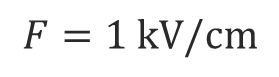 F = 1 kV/cm